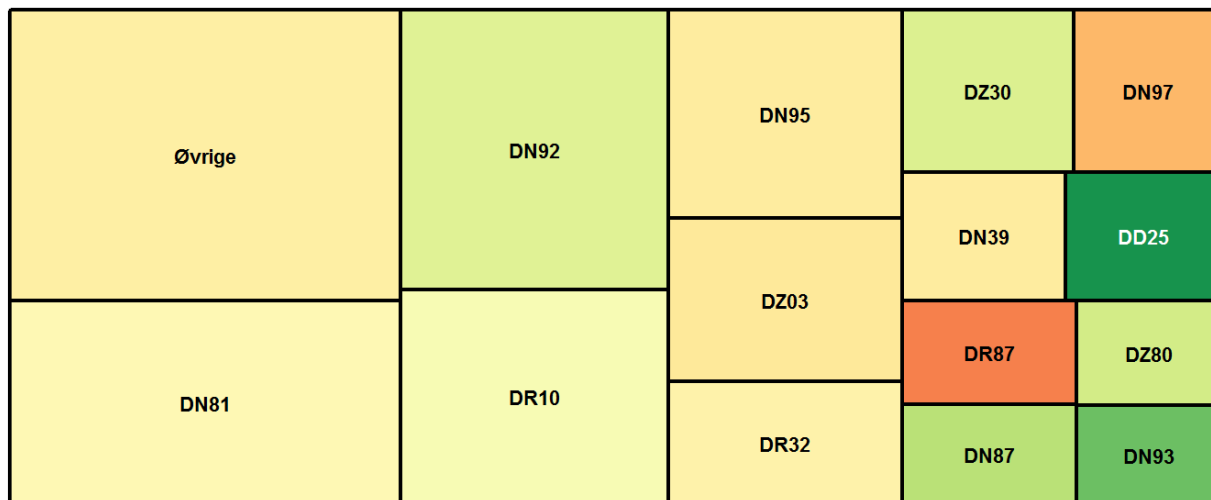 Øvrige
DN81
DN92
DR10
DN95
DZ03
DR32
DZ30
DN97
DN39
DD25
DR87
DZ80
DN87
DN93